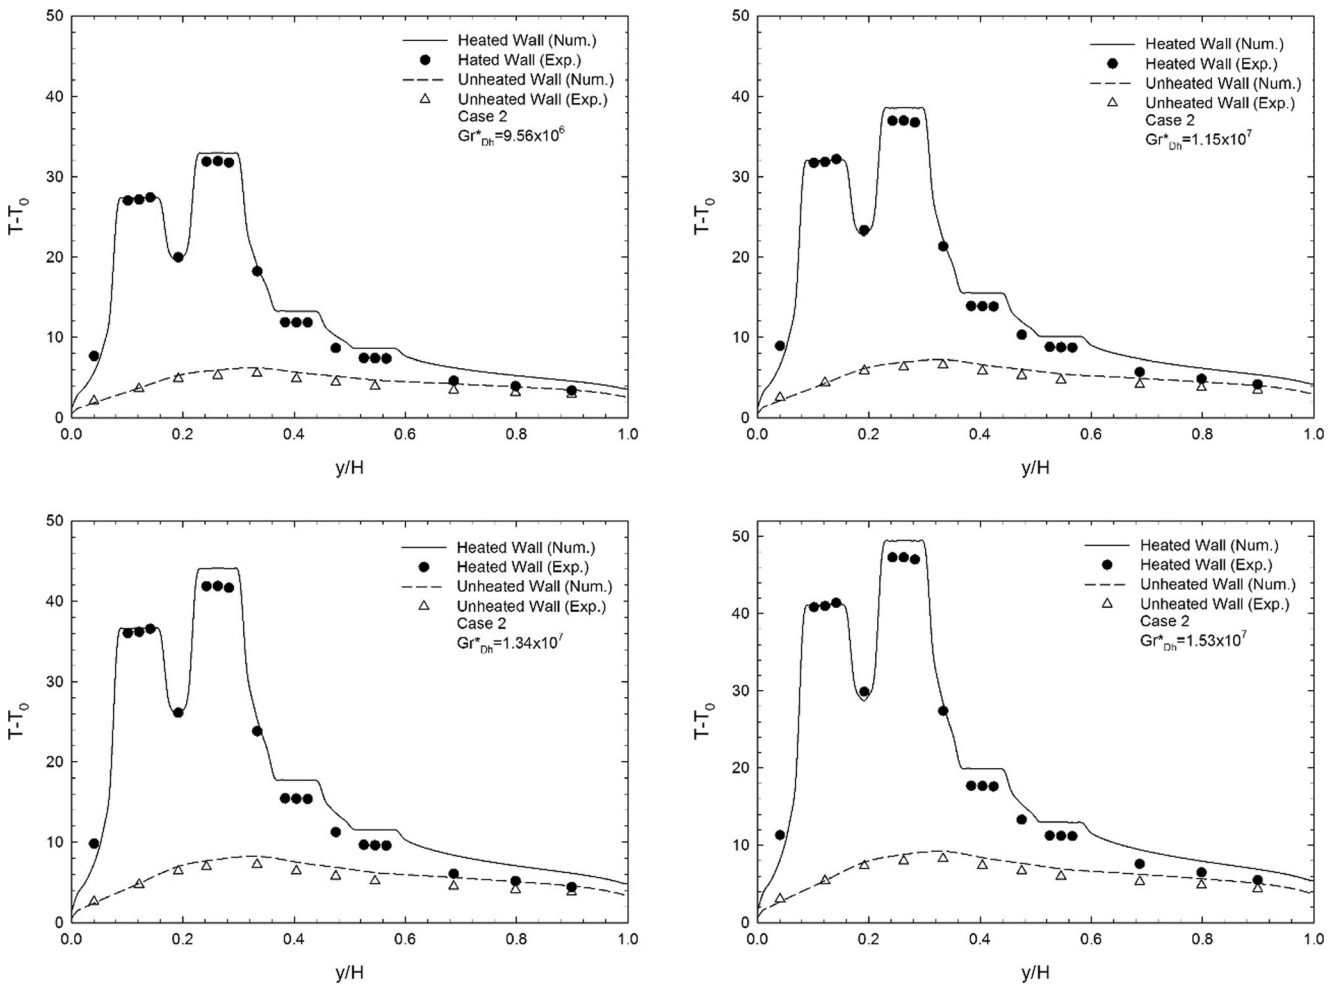 50
40
30
20
10
0
T-T0
0.0 0.2 0.4 0.6 0.8 1.0
y/H
Heated Wall (Num.)
Hated Wall (Exp.)
Unheated Wall (Num.)
Unheated Wall (Exp.)
Case 2
Gr*Dh=9.56x10^6
50
40
30
20
10
0
T-T0
0.0 0.2 0.4 0.6 0.8 1.0
y/H
Heated Wall (Num.)
Heated Wall (Exp.)
Unheated Wall (Num.)
Unheated Wall (Exp.)
Case 2
Gr*Dh=1.15x10^7
50
40
30
20
10
0
T-T0
0.0 0.2 0.4 0.6 0.8 1.0
y/H
Heated Wall (Num.)
Heated Wall (Exp.)
Unheated Wall (Num.)
Unheated Wall (Exp.)
Case 2
Gr*Dh=1.34x10^7
50
40
30
20
10
0
T-T0
0.0 0.2 0.4 0.6 0.8 1.0
y/H
Heated Wall (Num.)
Heated Wall (Exp.)
Unheated Wall (Num.)
Unheated Wall (Exp.)
Case 2
Gr*Dh=1.53x10^7